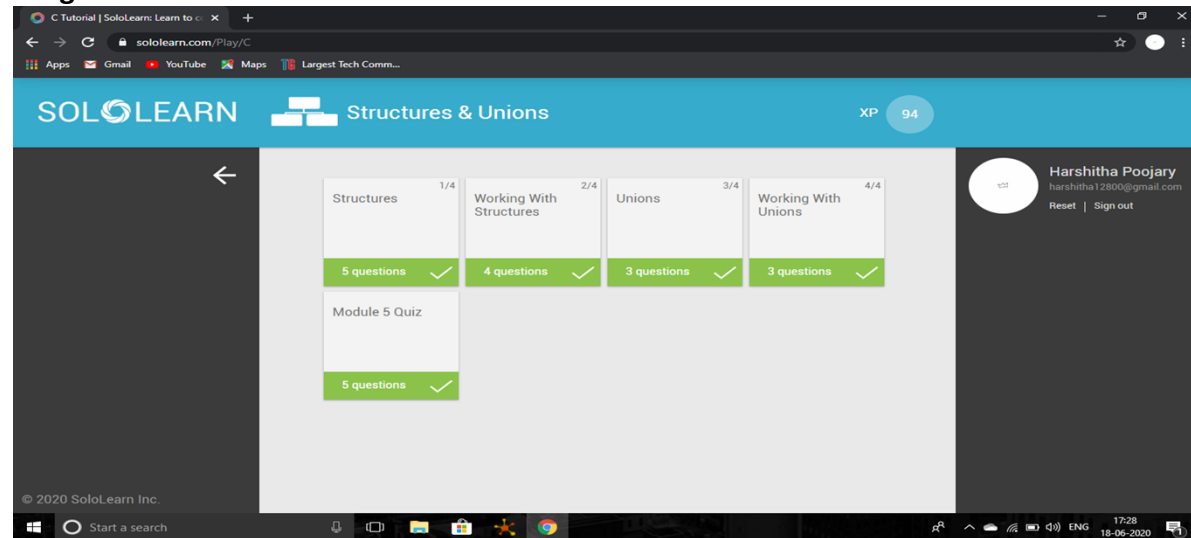 C Tutorial | SoloLearn: Learn to c
sololearn.com/Play/C
Apps Gmail YouTube Maps Largest Tech Comm...
SOLOLEARN
Structures & Unions
XP 94
Harshitha Poojary
harshitha12800@gmail.com
Reset | Sign out
1/4
Structures
5 questions
2/4
Working With
Structures
4 questions
3/4
Unions
3 questions
4/4
Working With
Unions
3 questions
Module 5 Quiz
5 questions
© 2020 SoloLearn Inc.
Start a search
ENG
17:28
18-06-2020